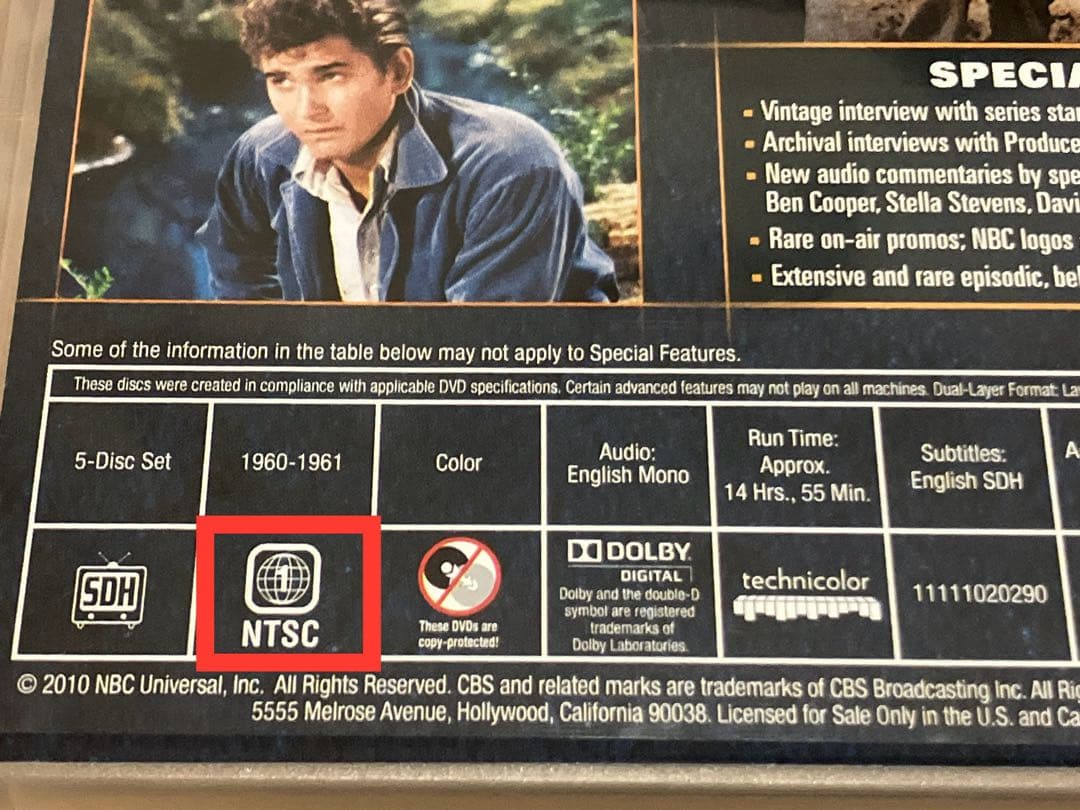 SPECIA
- Vintage interview with series star
- Archival interviews with Produce
- New audio commentaries by spe
Ben Cooper, Stella Stevens, Davi
- Rare on-air promos; NBC logos
- Extensive and rare episodic, be
Some of the information in the table below may not apply to Special Features.
These discs were created in compliance with applicable DVD specifications. Certain advanced features may not play on all machines. Dual-Layer Format: La
5-Disc Set
1960-1961
Color
Audio:
English Mono
Run Time:
Approx.
14 Hrs., 55 Min.
Subtitles:
English SDH
A
SDH
1
NTSC
These DVDs are
copy-protected!
DOLBY
DIGITAL
Dolby and the double-D
symbol are registered
trademarks of
Dolby Laboratories.
technicolor
11111020290
© 2010 NBC Universal, Inc. All Rights Reserved. CBS and related marks are trademarks of CBS Broadcasting Inc. All Ri
5555 Melrose Avenue, Hollywood, California 90038. Licensed for Sale Only in the U.S. and Ca